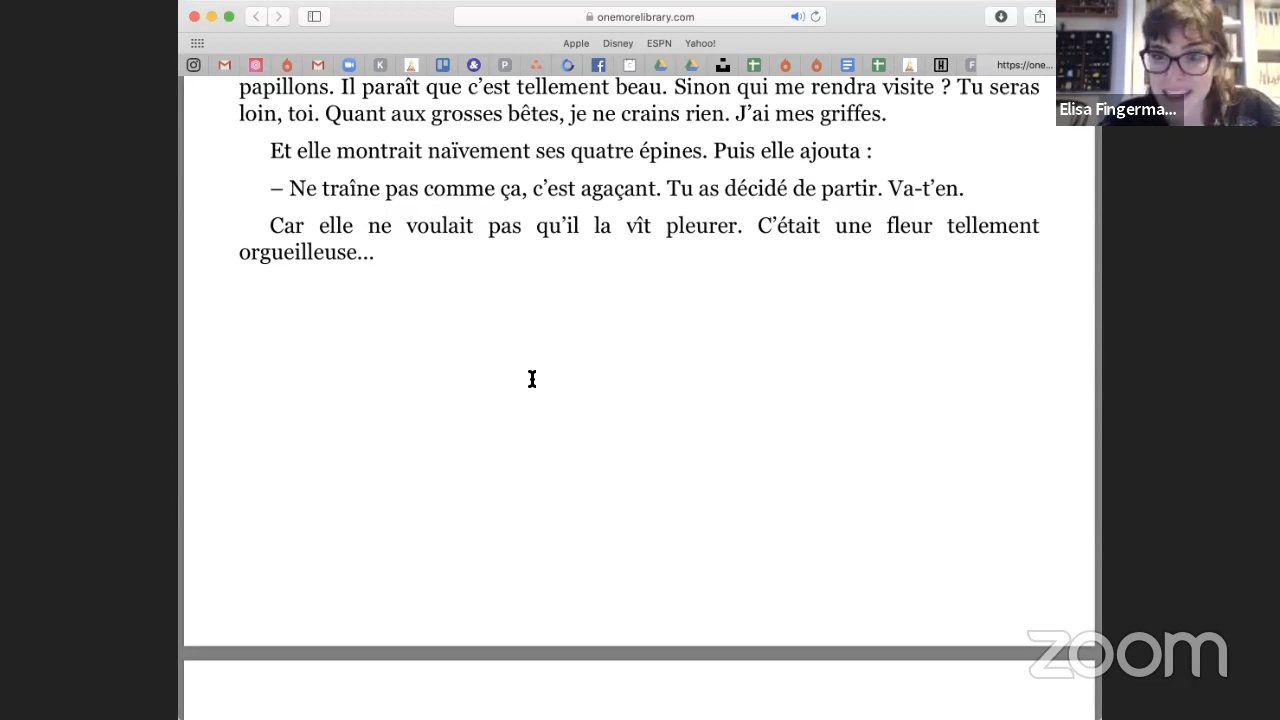 onemorelibrary.com
Apple Disney ESPN Yahoo!
https://one...
papillons. Il paraît que c’est tellement beau. Sinon qui me rendra visite ? Tu seras
loin, toi. Quant aux grosses bêtes, je ne crains rien. J’ai mes griffes.
Et elle montrait naïvement ses quatre épines. Puis elle ajouta :
– Ne traîne pas comme ça, c’est agaçant. Tu as décidé de partir. Va-t’en.
Car elle ne voulait pas qu’il la vît pleurer. C’était une fleur tellement
orgueilleuse…
Elisa Fingerma...
zoom